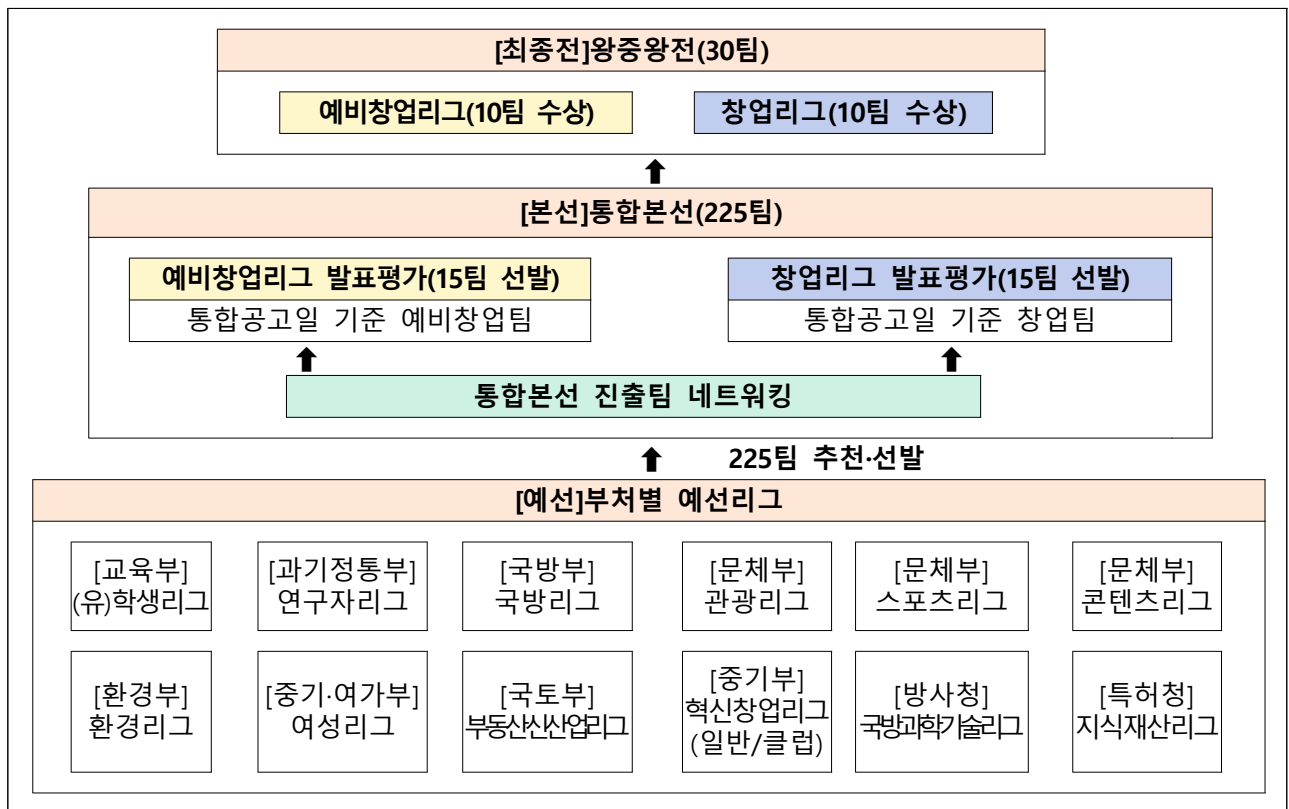 [최종전]왕중왕전(30팀)
예비창업리그(10팀 수상)
창업리그(10팀 수상)
[본선]통합본선(225팀)
예비창업리그 발표평가(15팀 선발)
통합공고일 기준 예비창업팀
창업리그 발표평가(15팀 선발)
통합공고일 기준 창업팀
통합본선 진출팀 네트워킹
225팀 추천·선발
[예선]부처별 예선리그
[교육부]
(유)학생리그
[과기정통부]
연구자리그
[국방부]
국방리그
[문체부]
관광리그
[문체부]
스포츠리그
[문체부]
콘텐츠리그
[환경부]
환경리그
[중기·여가부]
여성리그
[국토부]
부동산신산업리그
[중기부]
혁신창업리그
(일반/클럽)
[방사청]
국방과학기술리그
[특허청]
지식재산리그